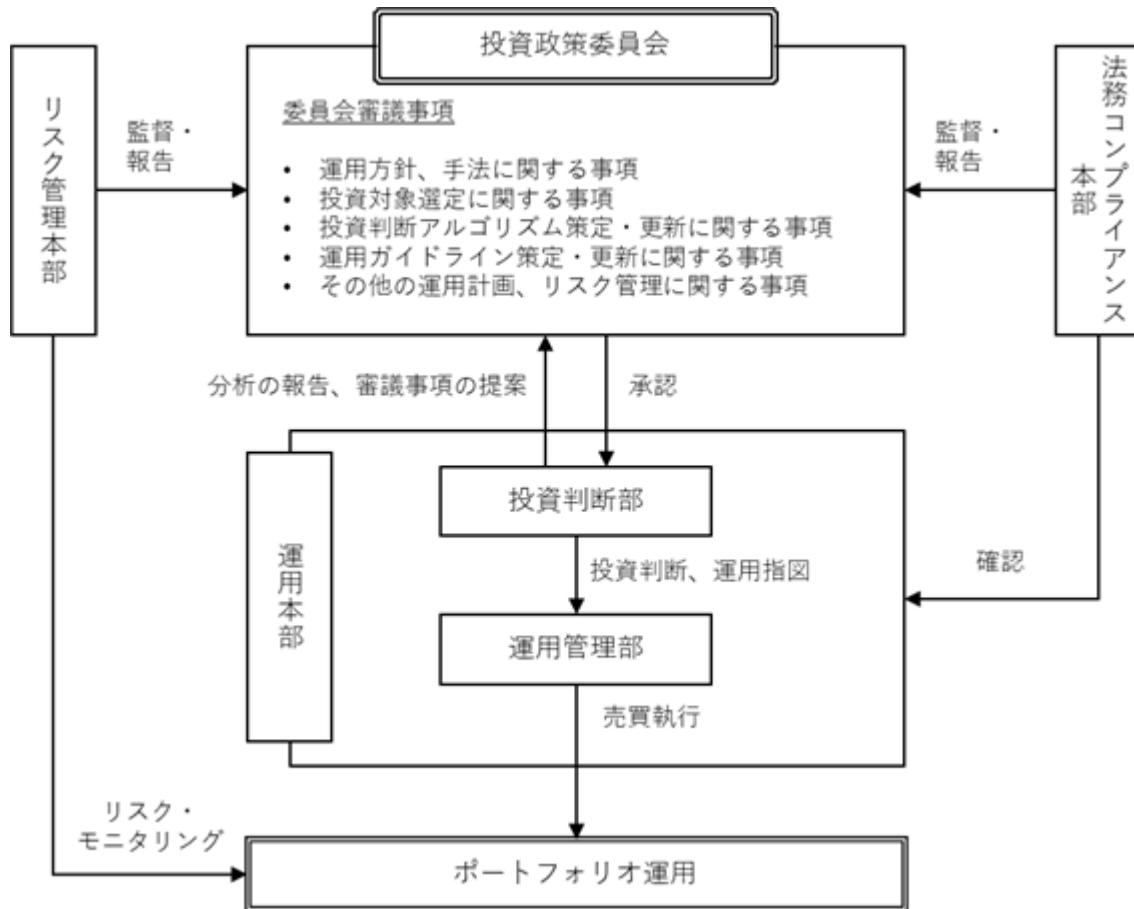 投資政策委員会
リスク管理本部
監督・
報告
委員会審議事項
• 運用方針、手法に関する事項
• 投資対象選定に関する事項
• 投資判断アルゴリズム策定・更新に関する事項
• 運用ガイドライン策定・更新に関する事項
• その他の運用計画、リスク管理に関する事項
監督・
報告
法務コンプライアンス
本部
分析の報告、審議事項の提案
承認
運用本部
投資判断部
投資判断、運用指図
確認
運用管理部
売買執行
リスク・
モニタリング
ポートフォリオ運用